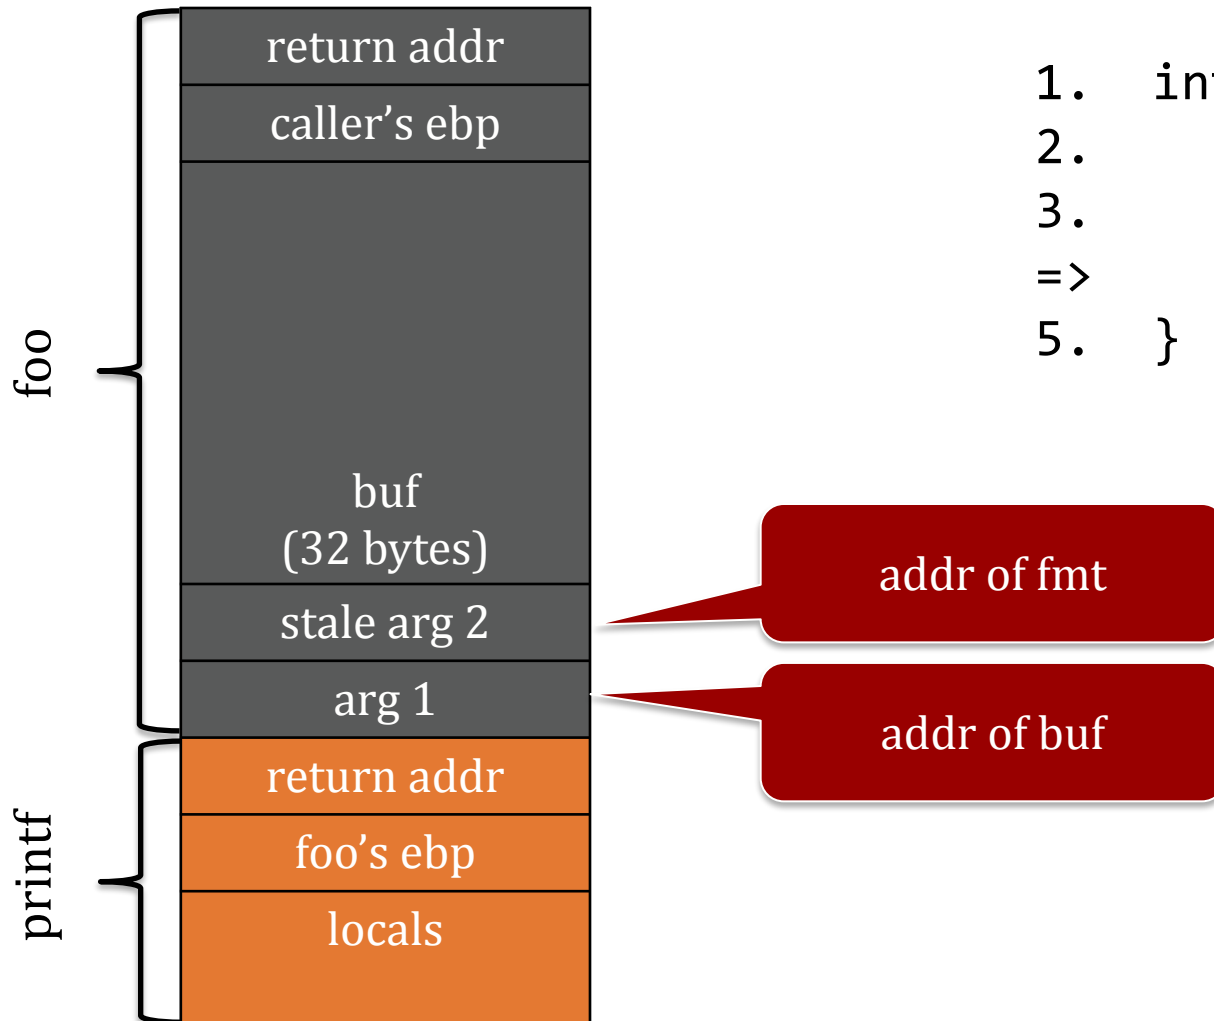 return addr
caller’s ebp
buf
(32 bytes)
stale arg 2
arg 1
return addr
foo’s ebp
locals
foo
printf
1. int
2.
3.
=>
5. }
addr of fmt
addr of buf